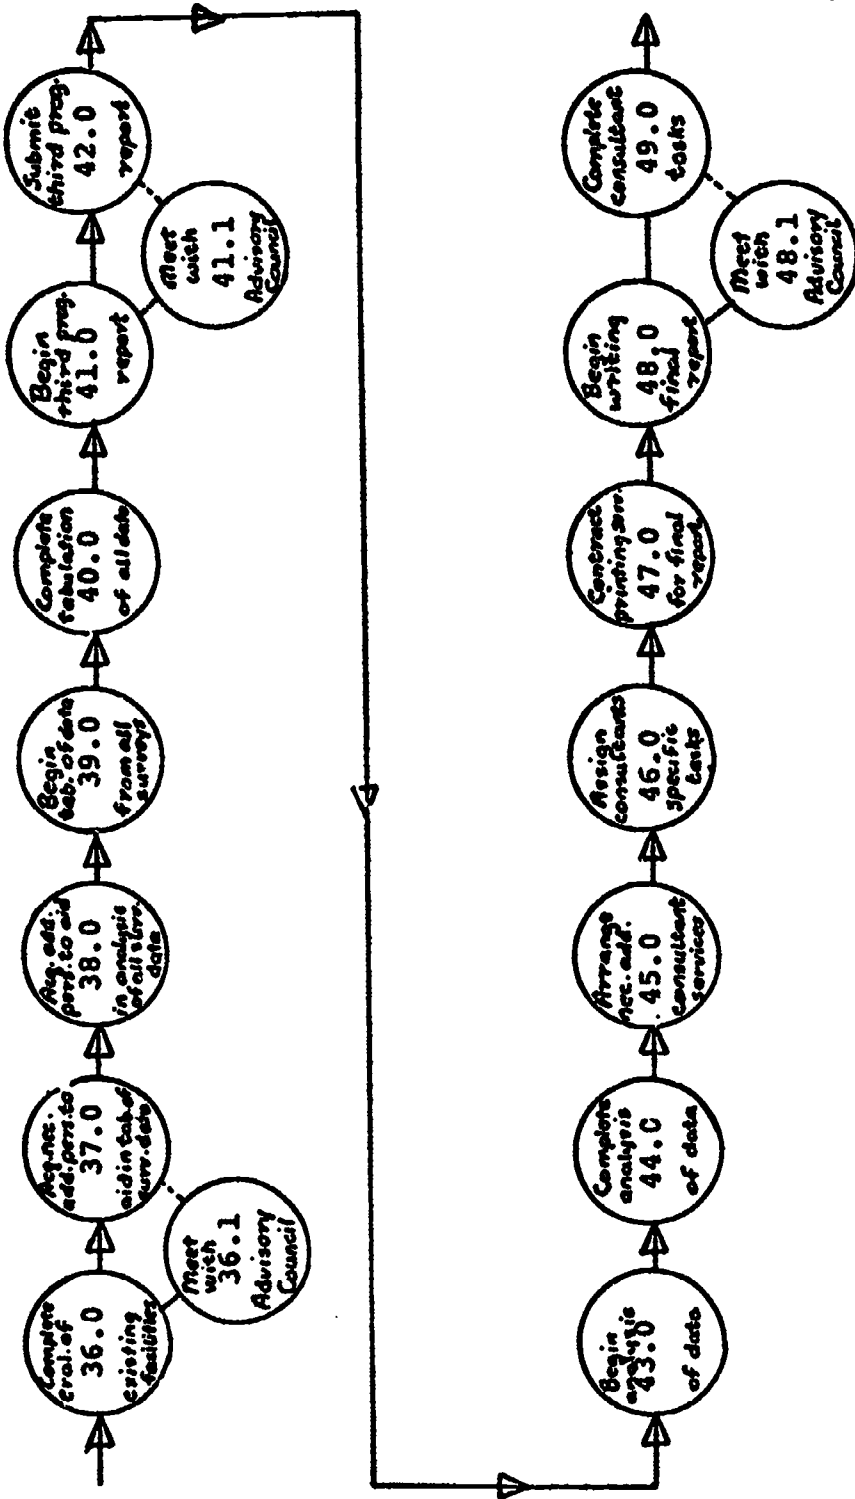 Complete
eval. of
36.0
existing
facilities
Meet
with
36.1
Advisory
Council
Acq. nec.
add. pers. to
37.0
aid in tab. of
surv. data
Acq. add.
pers. to aid
38.0
in analysis
of all surv.
data
Begin
tab. of data
39.0
from all
surveys
Complete
tabulation
40.0
of all data
Begin
third prog.
41.0
report
Meet
with
41.1
Advisory
Council
Submit
third prog.
42.0
report
Begin
analysis
43.0
of data
Complete
analysis
44.0
of data
Arrange
nec. add.
45.0
consultant
services
Assign
consultants
46.0
specific
tasks
Contract
printing serv.
47.0
for final
report
Begin
writing
48.0
final
report
Meet
with
48.1
Advisory
Council
Complete
consultant
49.0
tasks